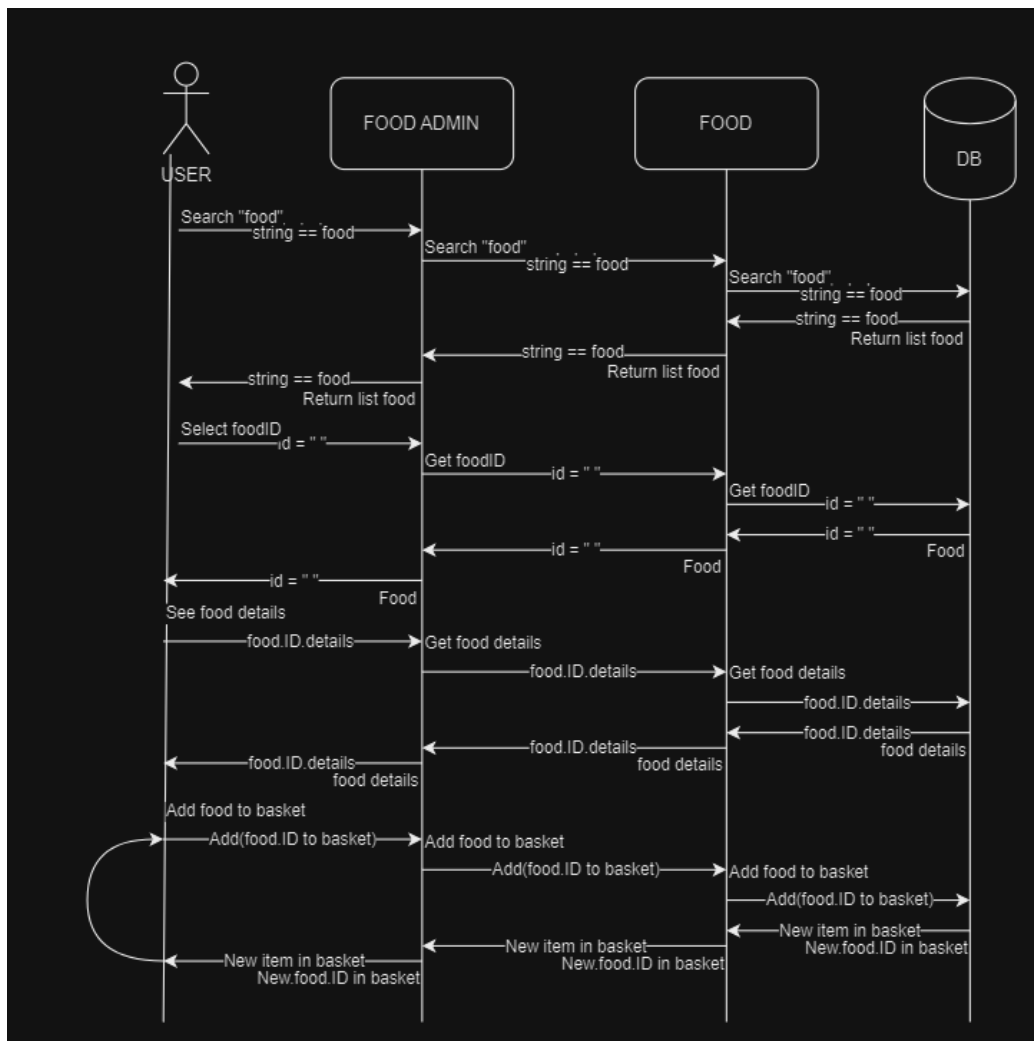 FOOD ADMIN
FOOD
DB
USER
Search "food"
string == food
Search "food"
string == food
Search "food"
string == food
string == food
Return list food
string == food
Return list food
string == food
Return list food
Select foodID
id = " "
Get foodID
id = " "
Get foodID
id = " "
id = " "
Food
id = " "
Food
id = " "
Food
See food details
food.ID.details
Get food details
food.ID.details
Get food details
food.ID.details
food.ID.details
food details
food.ID.details
food details
food.ID.details
food details
Add food to basket
Add(food.ID to basket)
Add food to basket
Add(food.ID to basket)
Add food to basket
Add(food.ID to basket)
New item in basket
New.food.ID in basket
New item in basket
New.food.ID in basket
New item in basket
New.food.ID in basket